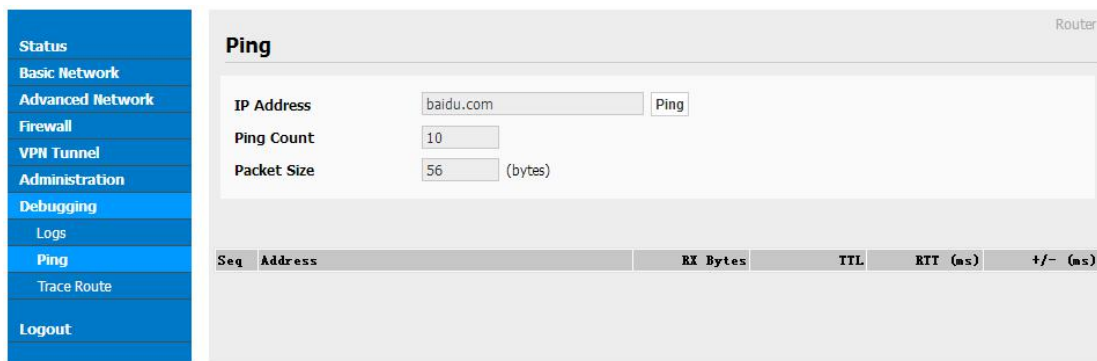 Router
Status
Basic Network
Advanced Network
Firewall
VPN Tunnel
Administration
Debugging
Logs
Ping
Trace Route
Logout
Ping
IP Address baidu.com Ping
Ping Count 10
Packet Size 56 (bytes)
Seq Address RX Bytes TTL RTT (ms) +/- (ms)